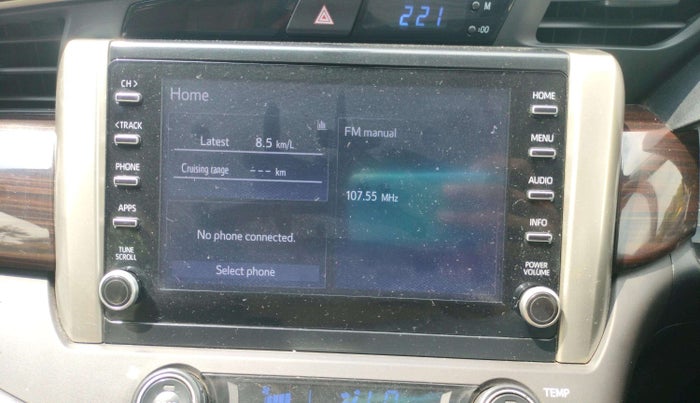 221
M
:00
CH >
< TRACK
PHONE
APPS
TUNE
SCROLL
Home
Latest 8.5 km/L
Cruising range --- km
No phone connected.
Select phone
FM manual
107.55 MHz
HOME
MENU
AUDIO
INFO
POWER
VOLUME
TEMP